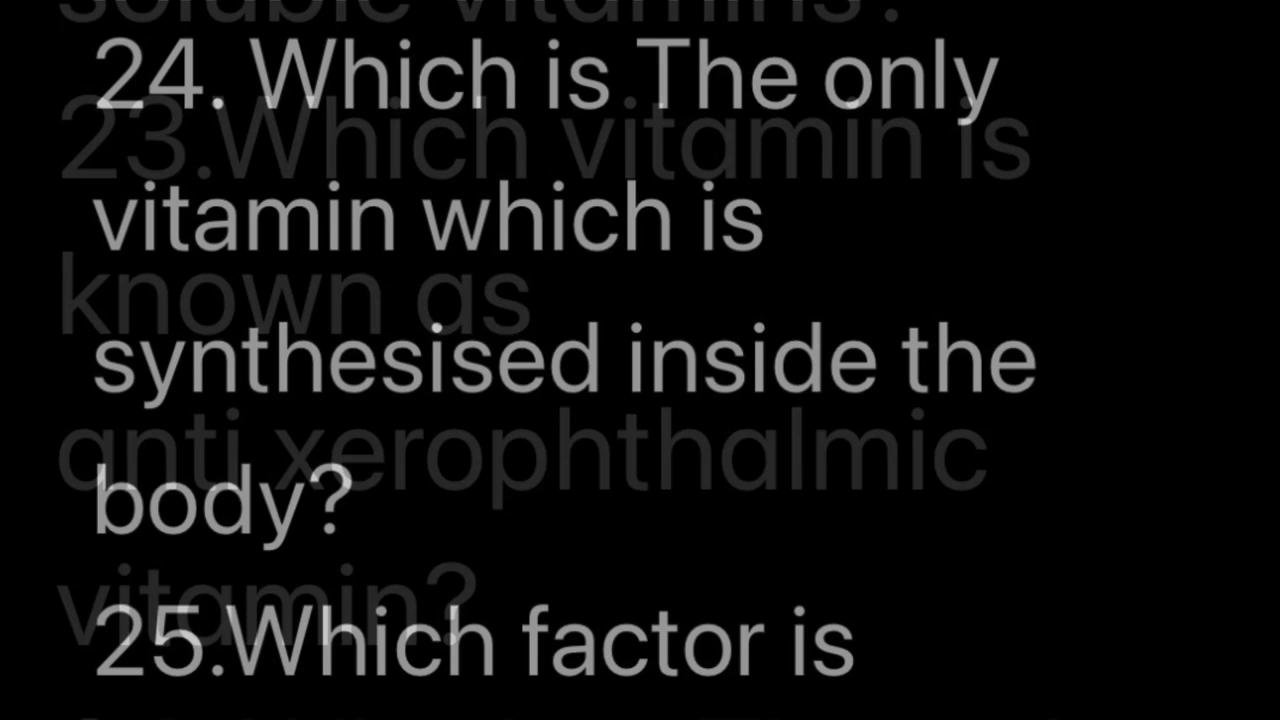 soluble vitamins?
24. Which is The only
23.Which vitamin is
vitamin which is
known as
synthesised inside the
anti xerophthalmic
body?
vitamin?
25.Which factor is